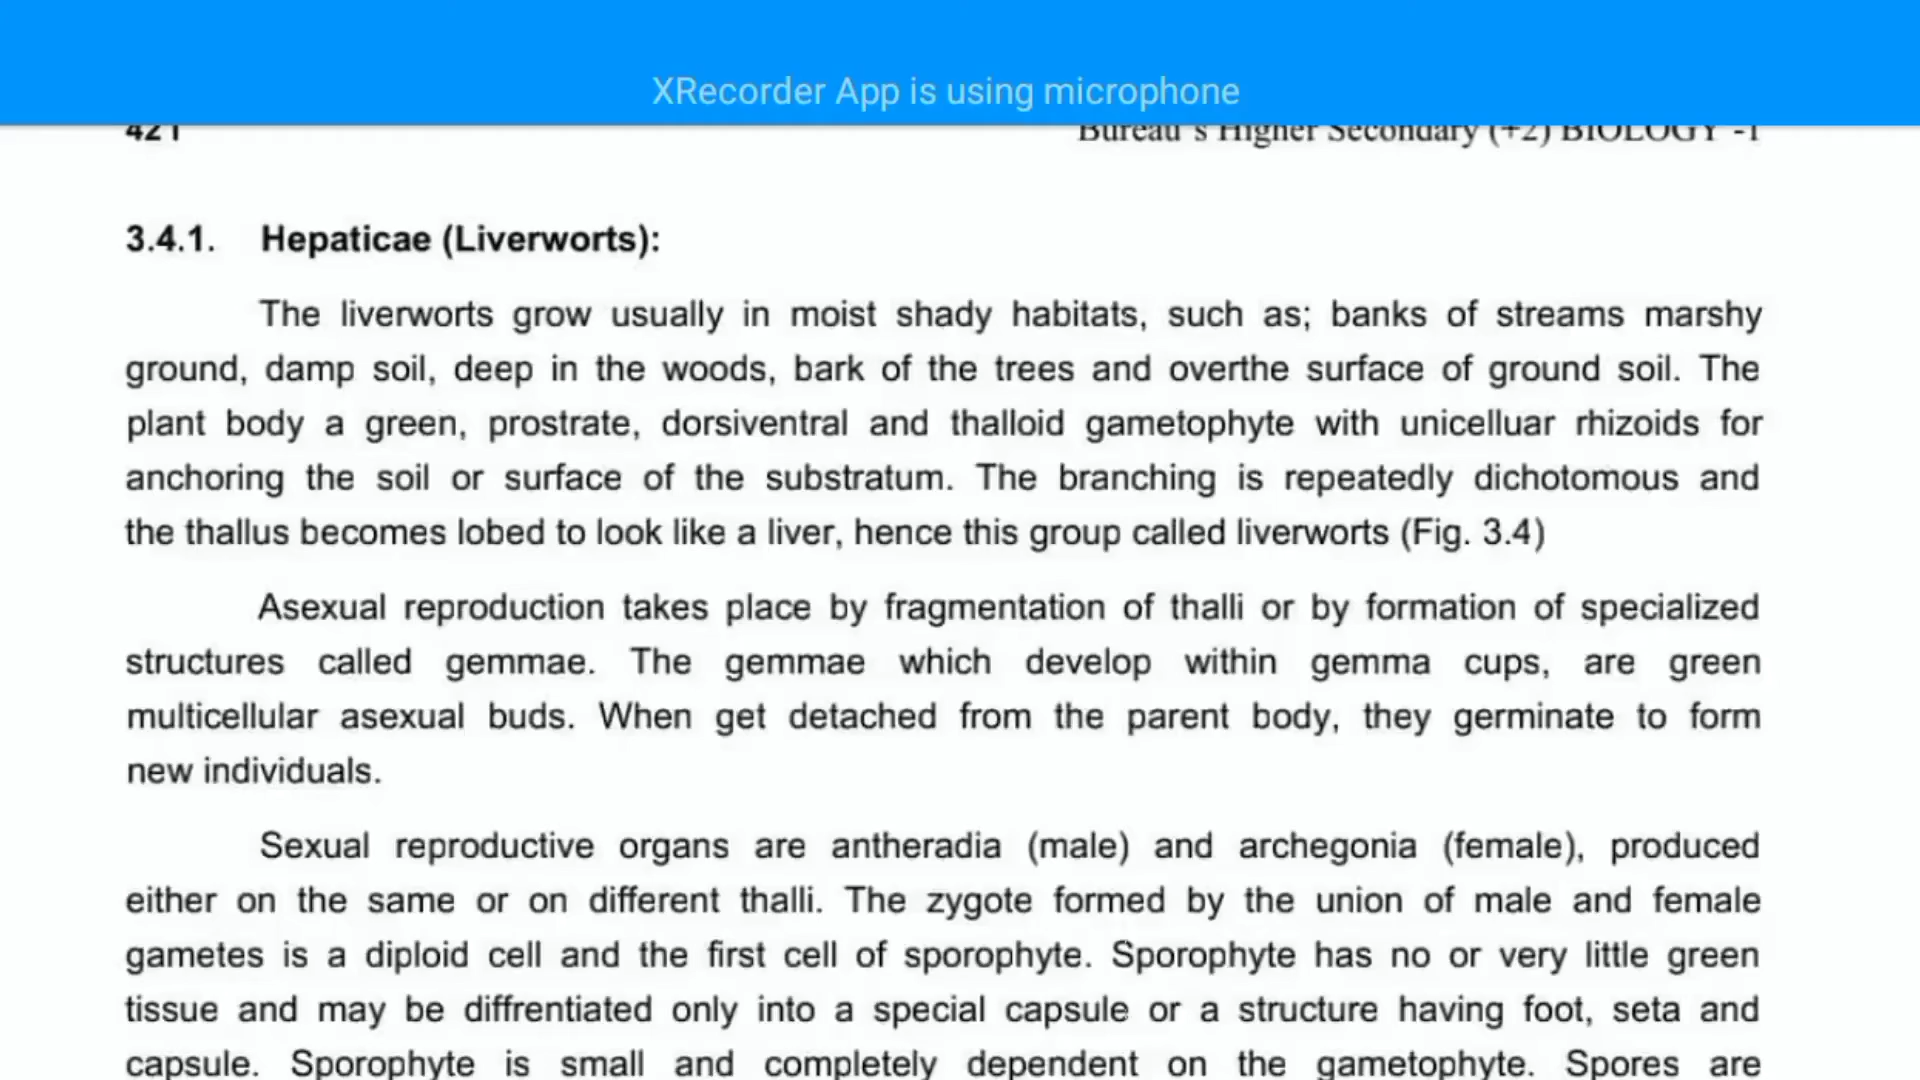 XRecorder App is using microphone
421 Bureau's Higher Secondary (+2) BIOLOGY -1
3.4.1. Hepaticae (Liverworts):
The liverworts grow usually in moist shady habitats, such as; banks of streams marshy
ground, damp soil, deep in the woods, bark of the trees and overthe surface of ground soil. The
plant body a green, prostrate, dorsiventral and thalloid gametophyte with unicelluar rhizoids for
anchoring the soil or surface of the substratum. The branching is repeatedly dichotomous and
the thallus becomes lobed to look like a liver, hence this group called liverworts (Fig. 3.4)
Asexual reproduction takes place by fragmentation of thalli or by formation of specialized
structures called gemmae. The gemmae which develop within gemma cups, are green
multicellular asexual buds. When get detached from the parent body, they germinate to form
new individuals.
Sexual reproductive organs are antheradia (male) and archegonia (female), produced
either on the same or on different thalli. The zygote formed by the union of male and female
gametes is a diploid cell and the first cell of sporophyte. Sporophyte has no or very little green
tissue and may be diffrentiated only into a special capsule or a structure having foot, seta and
capsule. Sporophyte is small and completely dependent on the gametophyte. Spores are